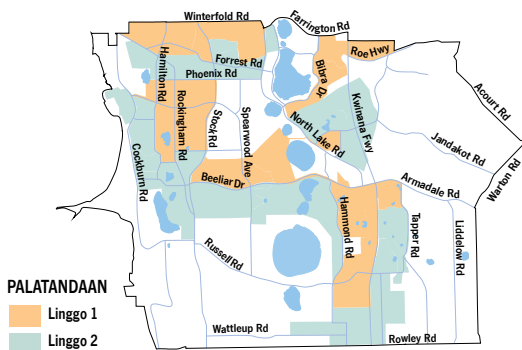 Winterfold Rd
Farrington Rd
Roe Hwy
Hamilton Rd
Forrest Rd
Phoenix Rd
Bibra Dr
Acourt Rd
Rockingham Rd
Stock Rd
Spearwood Ave
North Lake Rd
Kwinana Fwy
Jandakot Rd
Warton Rd
Cockburn Rd
Beeliar Dr
Armadale Rd
Hammond Rd
Tapper Rd
Liddelow Rd
Russell Rd
PALATANDAAN
Linggo 1
Linggo 2
Wattleup Rd
Rowley Rd